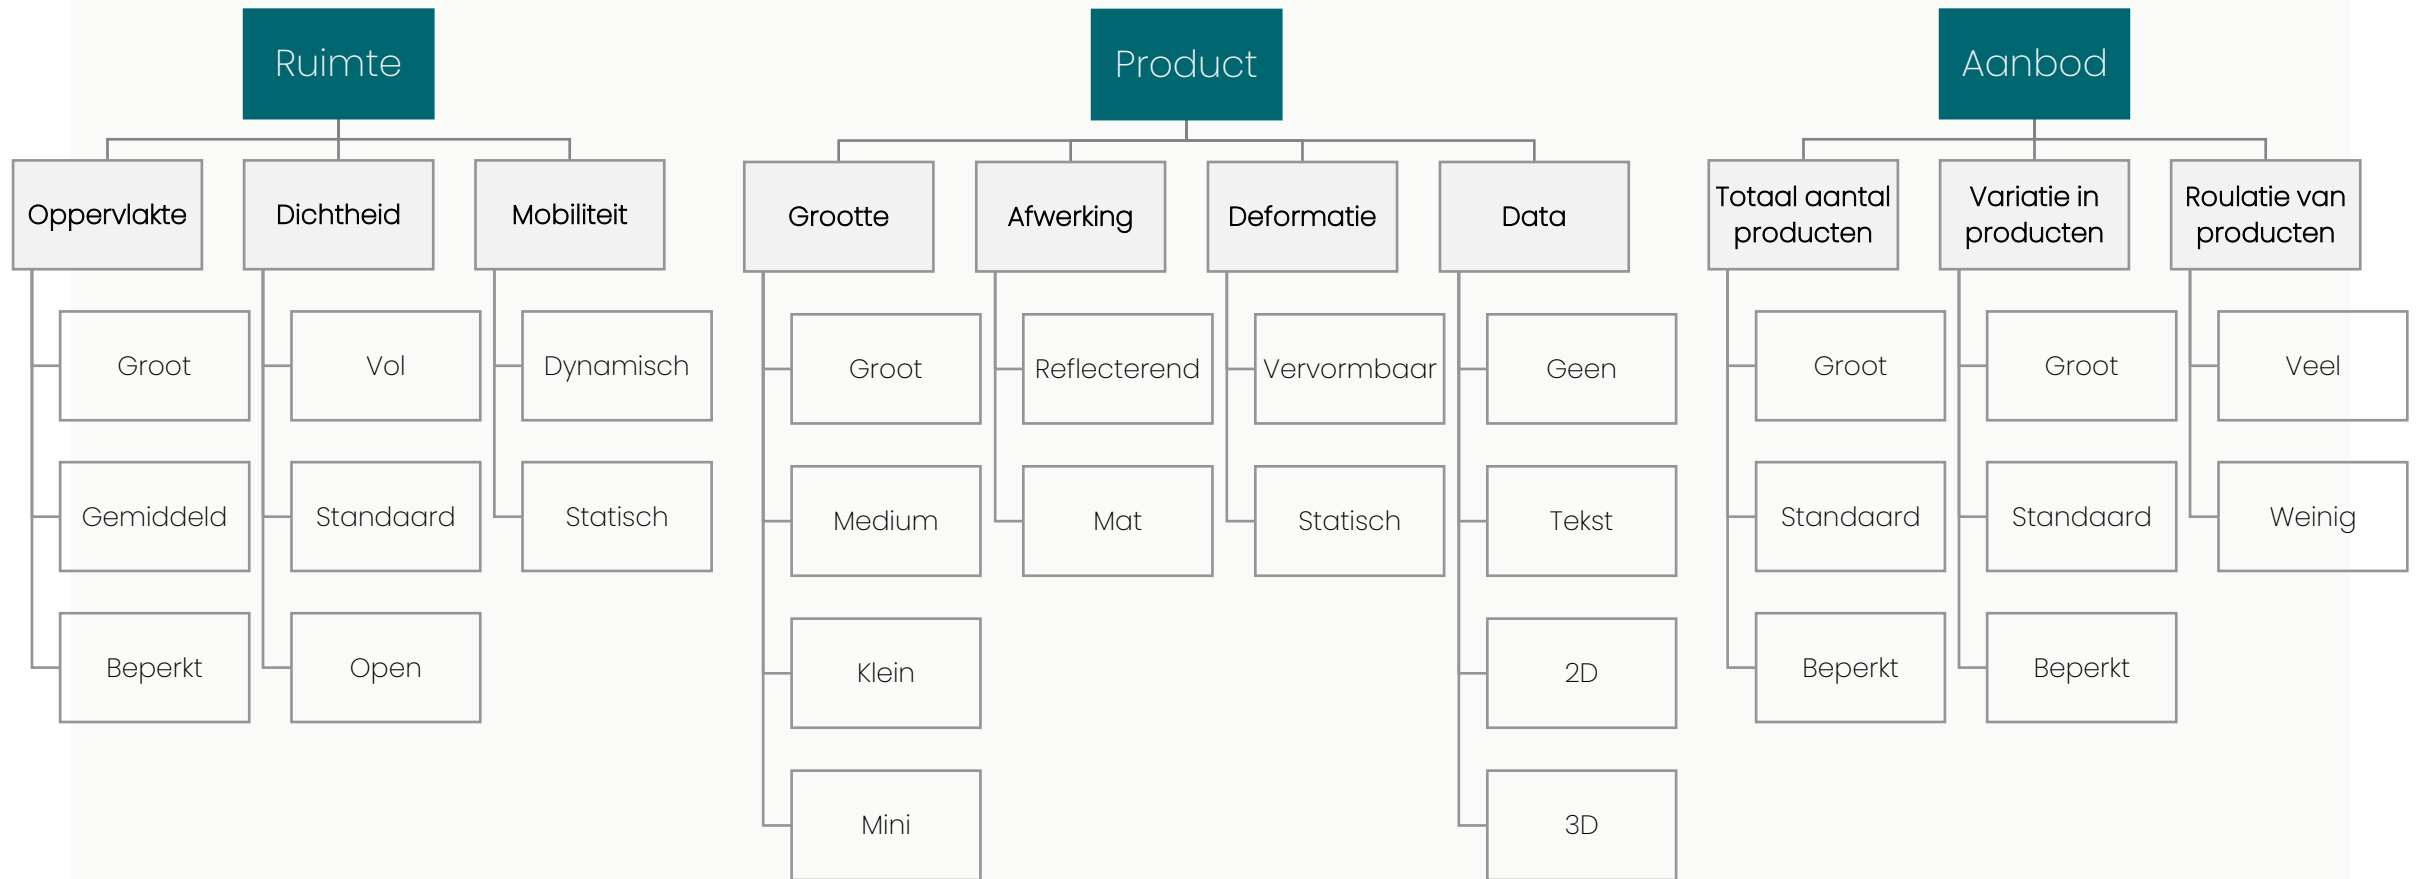 Ruimte
Product
Aanbod
Oppervlakte
Dichtheid
Mobiliteit
Grootte
Afwerking
Deformatie
Data
Totaal aantal
producten
Variatie in
producten
Roulatie van
producten
Groot
Vol
Dynamisch
Groot
Reflecterend
Vervormbaar
Geen
Groot
Groot
Veel
Gemiddeld
Standaard
Statisch
Medium
Mat
Statisch
Tekst
Standaard
Standaard
Weinig
Beperkt
Open
Klein
2D
Beperkt
Beperkt
Mini
3D